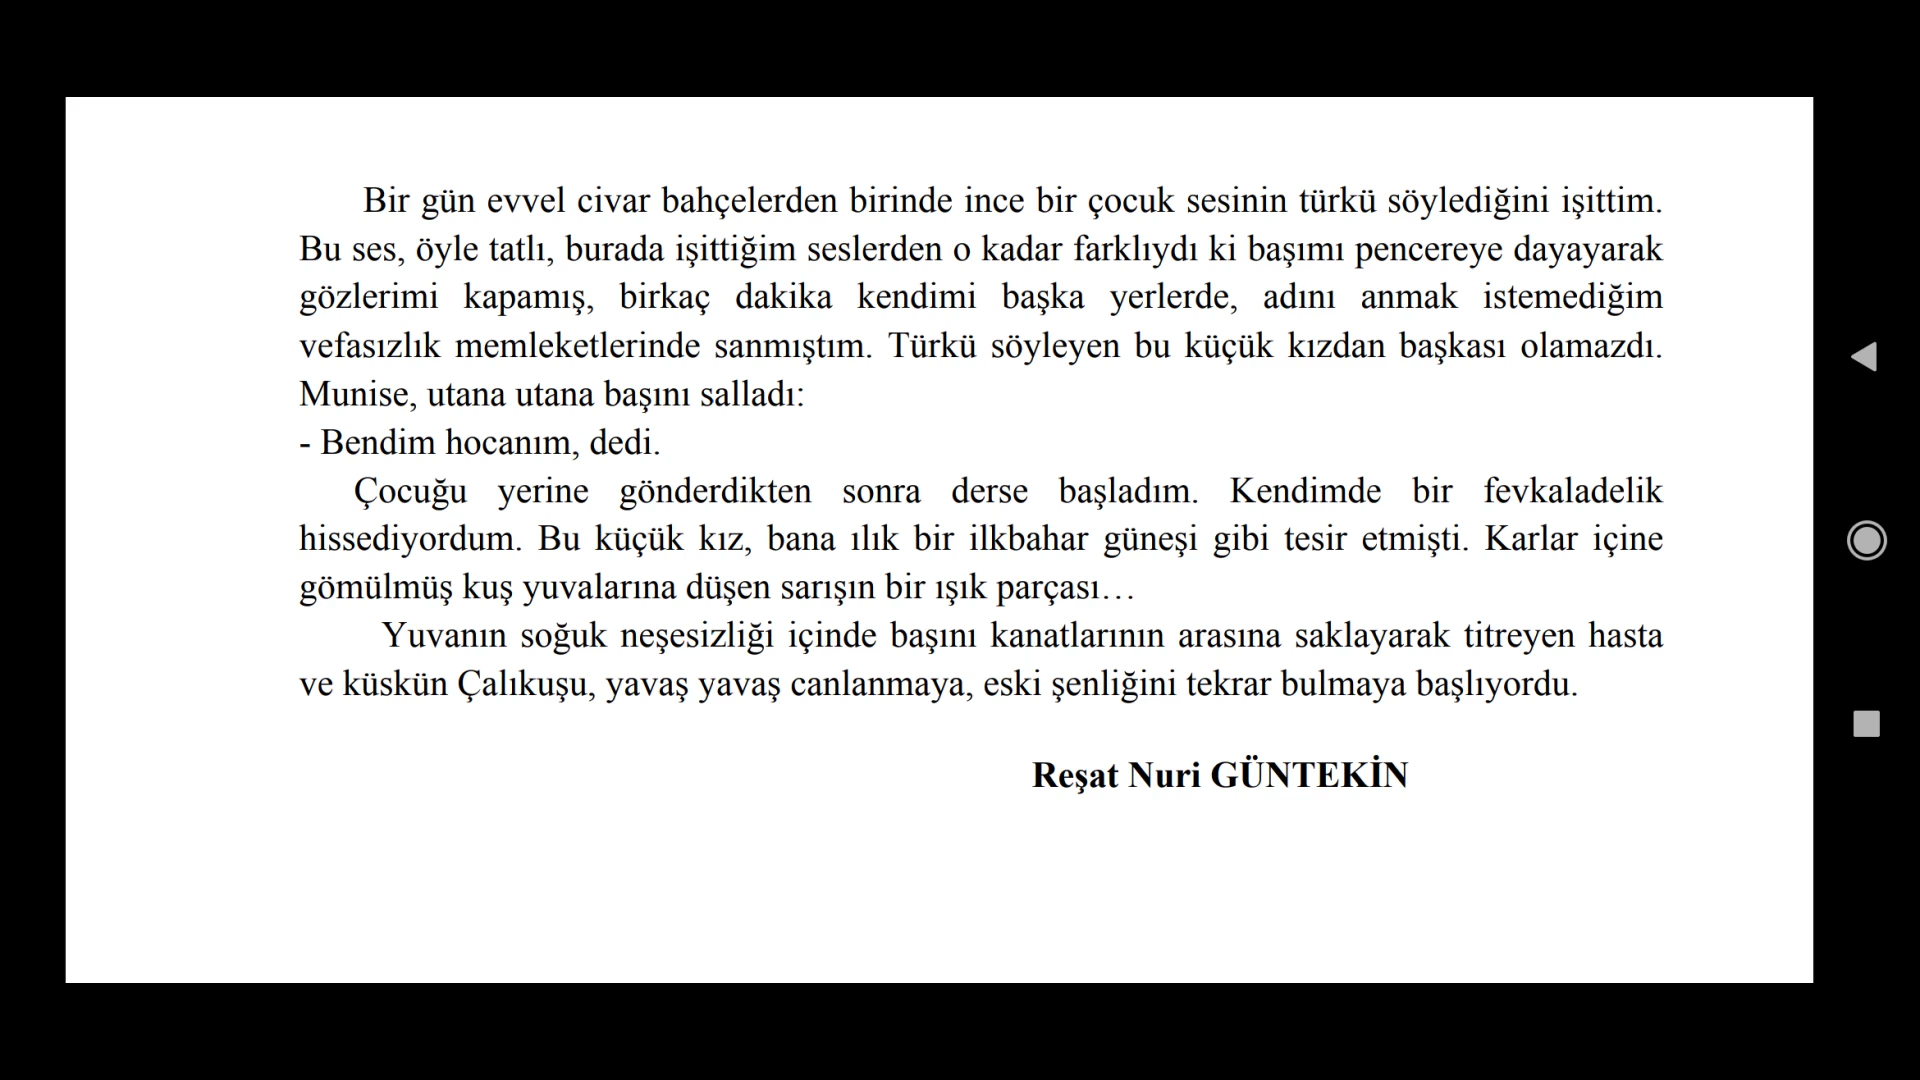 Bir gün evvel civar bahçelerden birinde ince bir çocuk sesinin türkü söylediğini işittim.
Bu ses, öyle tatlı, burada işittiğim seslerden o kadar farklıydı ki başımı pencereye dayayarak
gözlerimi kapamış, birkaç dakika kendimi başka yerlerde, adını anmak istemediğim
vefasızlık memleketlerinde sanmıştım. Türkü söyleyen bu küçük kızdan başkası olamazdı.
Munise, utana utana başını salladı:
- Bendim hocanım, dedi.
Çocuğu yerine gönderdikten sonra derse başladım. Kendimde bir fevkaladelik
hissediyordum. Bu küçük kız, bana ılık bir ilkbahar güneşi gibi tesir etmişti. Karlar içine
gömülmüş kuş yuvalarına düşen sarışın bir ışık parçası…
Yuvanın soğuk neşesizliği içinde başını kanatlarının arasına saklayarak titreyen hasta
ve küskün Çalıkuşu, yavaş yavaş canlanmaya, eski şenliğini tekrar bulmaya başlıyordu.
Reşat Nuri GÜNTEKİN